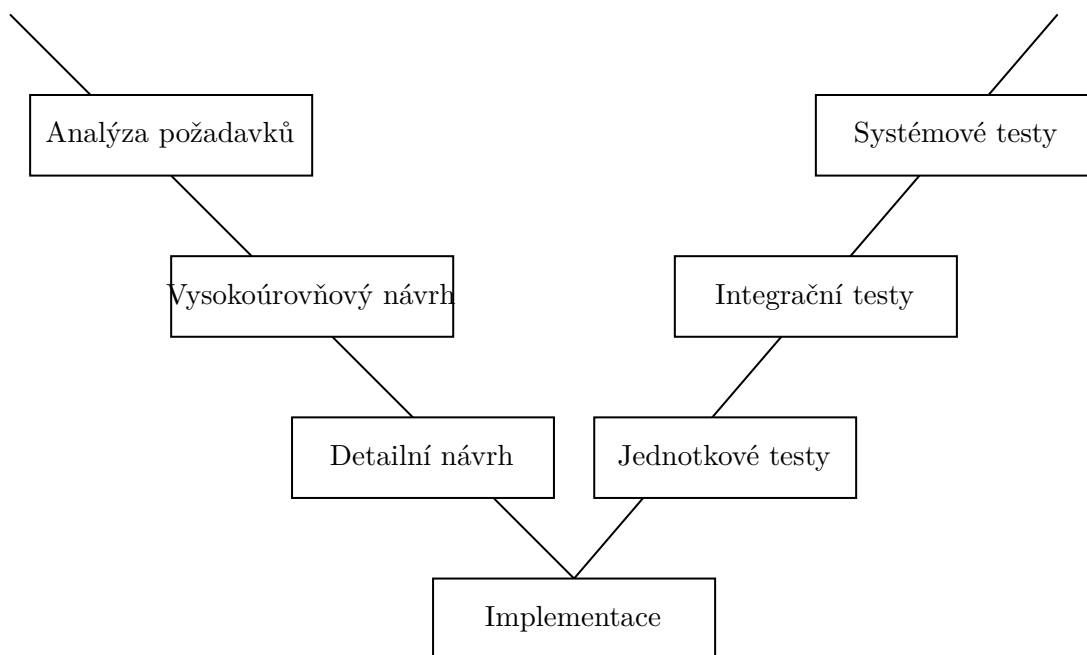 Analýza požadavků
Systémové testy
Vysokoúrovňový návrh
Integrační testy
Detailní návrh
Jednotkové testy
Implementace